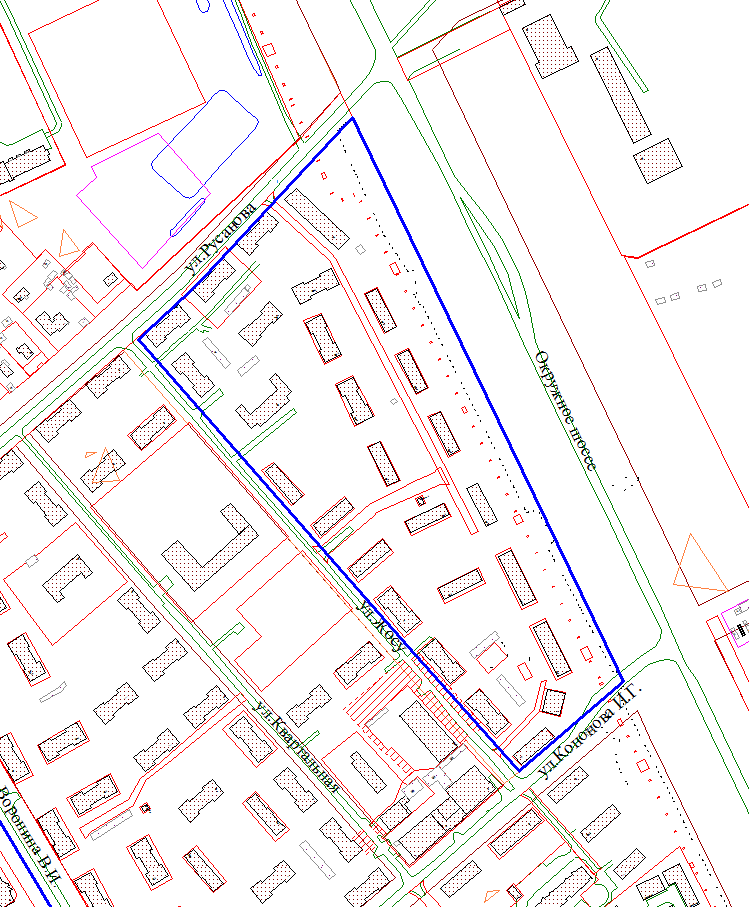 ул.Русанова
Окружное шоссе
ул.Жосу
ул.Кононова И.Г.
ул.Квартальная
Воронина В.И